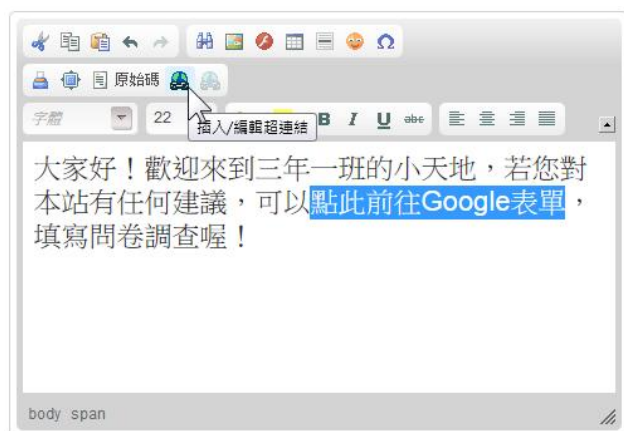 原始碼
字體 22 B I U abc
插入/編輯超連結
大家好！歡迎來到三年一班的小天地，若您對
本站有任何建議，可以點此前往Google表單，
填寫問卷調查喔！
body span